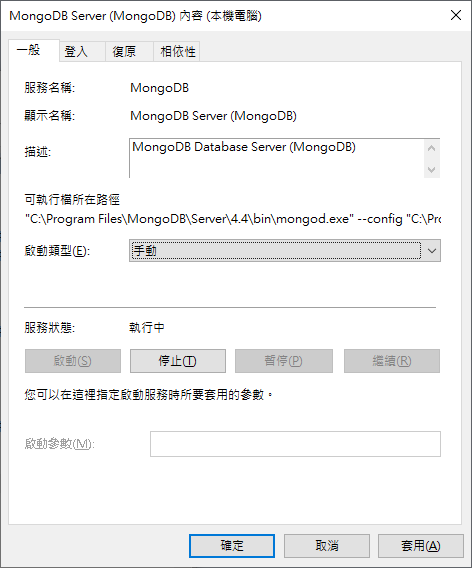 MongoDB Server (MongoDB) 內容 (本機電腦)
一般 登入 復原 相依性
服務名稱: MongoDB
顯示名稱: MongoDB Server (MongoDB)
描述: MongoDB Database Server (MongoDB)
可執行檔所在路徑
"C:\Program Files\MongoDB\Server\4.4\bin\mongod.exe" --config "C:\Pro
啟動類型(E): 手動
服務狀態: 執行中
啟動(S) 停止(T) 暫停(P) 繼續(R)
您可以在這裡指定啟動服務時所要套用的參數。
啟動參數(M):
確定 取消 套用(A)